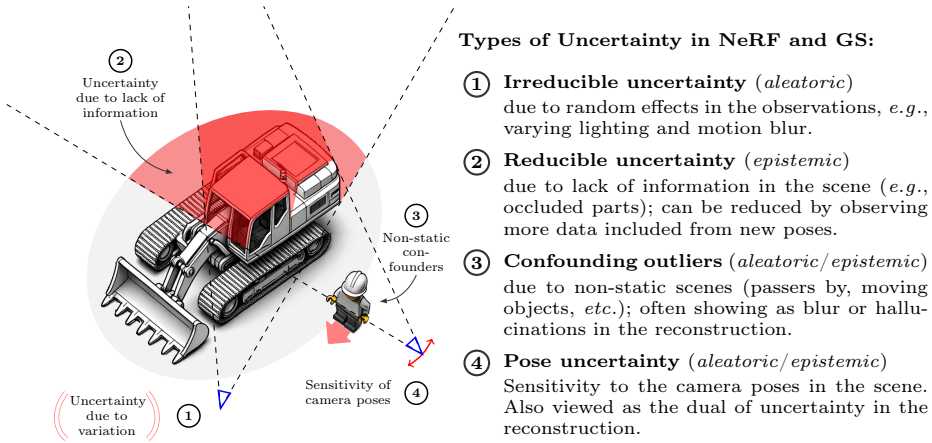 2
Uncertainty
due to lack of
information
3
Non-static
con-
founders
Sensitivity of
camera poses
4
Uncertainty
due to
variation
1
Types of Uncertainty in NeRF and GS:
1 Irreducible uncertainty (aleatoric)
due to random effects in the observations, e.g.,
varying lighting and motion blur.
2 Reducible uncertainty (epistemic)
due to lack of information in the scene (e.g.,
occluded parts); can be reduced by observing
more data included from new poses.
3 Confounding outliers (aleatoric/epistemic)
due to non-static scenes (passers by, moving
objects, etc.); often showing as blur or hallu-
cinations in the reconstruction.
4 Pose uncertainty (aleatoric/epistemic)
Sensitivity to the camera poses in the scene.
Also viewed as the dual of uncertainty in the
reconstruction.